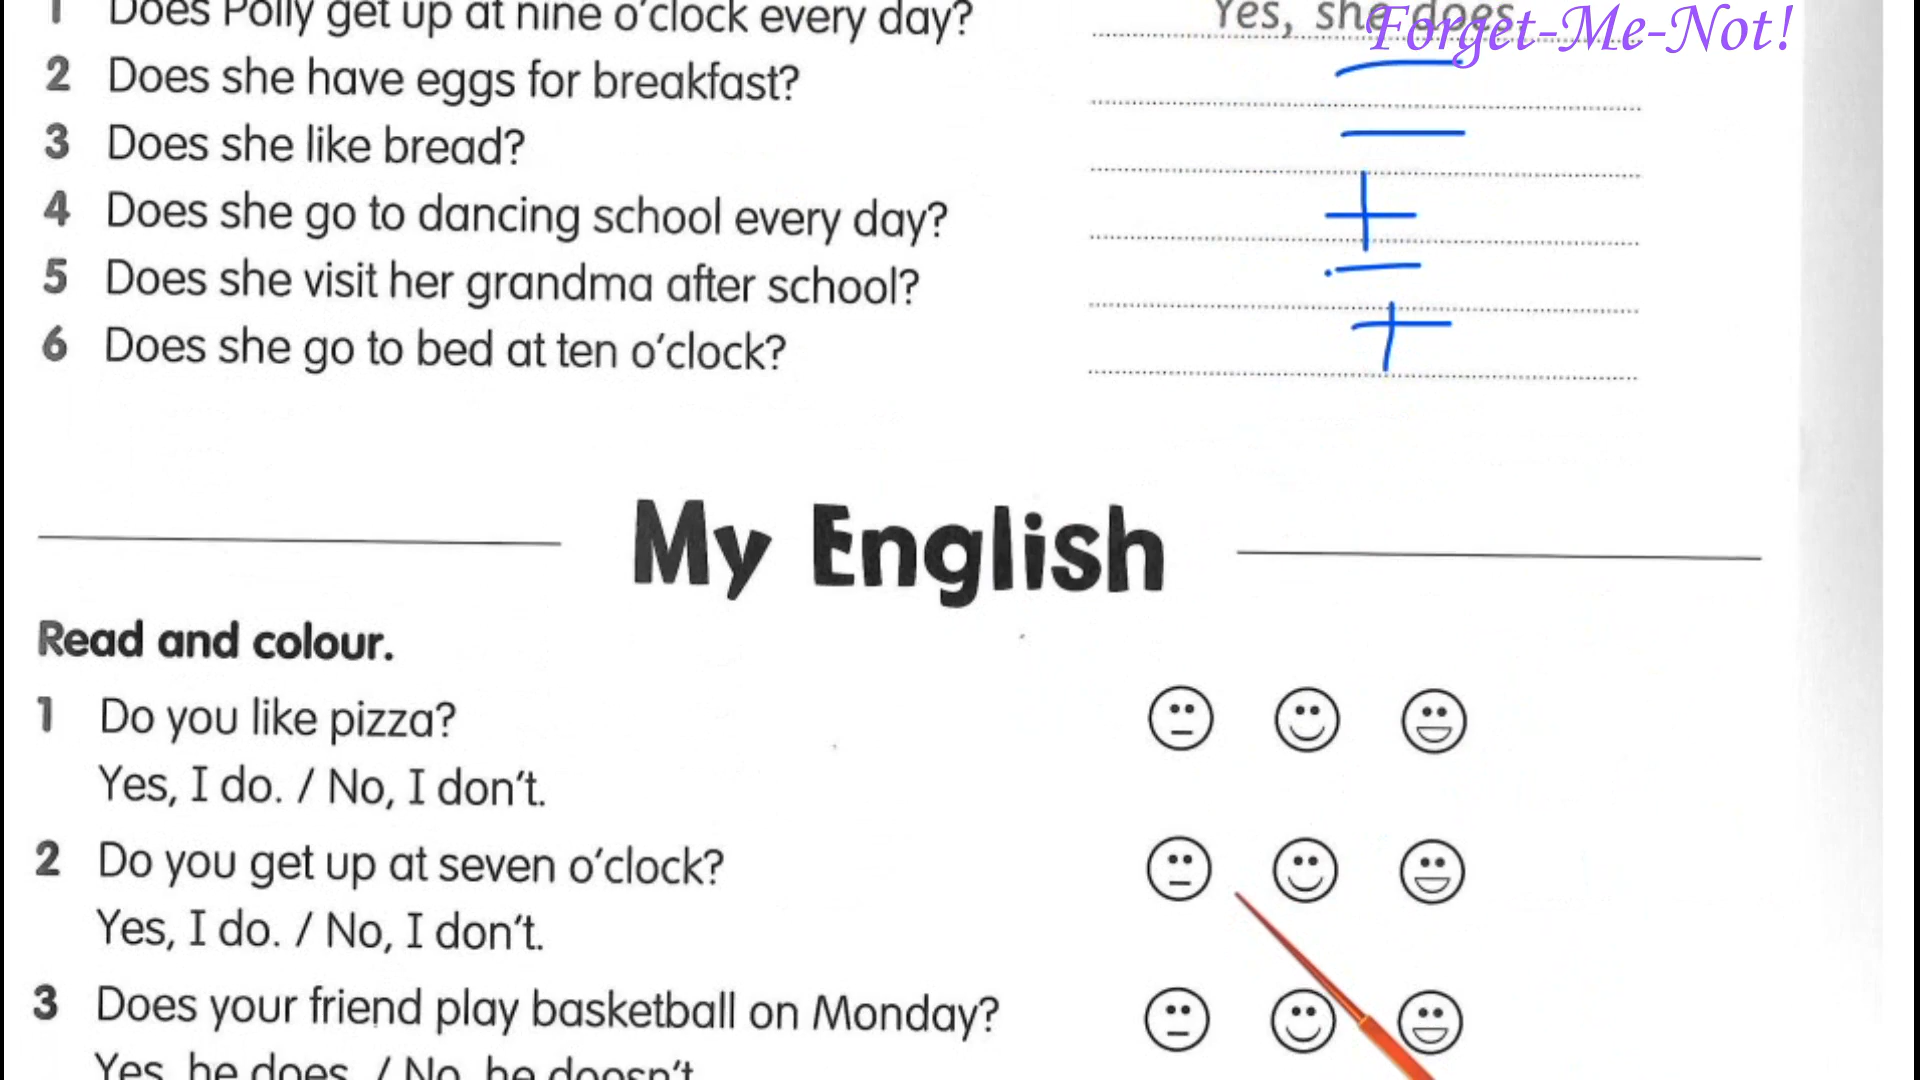 1 Does Polly get up at nine o'clock every day? Yes, she does.
Forget-Me-Not!
2 Does she have eggs for breakfast? –
3 Does she like bread? –
4 Does she go to dancing school every day? +
5 Does she visit her grandma after school? –
6 Does she go to bed at ten o'clock? +
My English
Read and colour.
1 Do you like pizza?
Yes, I do. / No, I don't.
2 Do you get up at seven o'clock?
Yes, I do. / No, I don't.
3 Does your friend play basketball on Monday?
Yes, he does. / No, he doesn't.